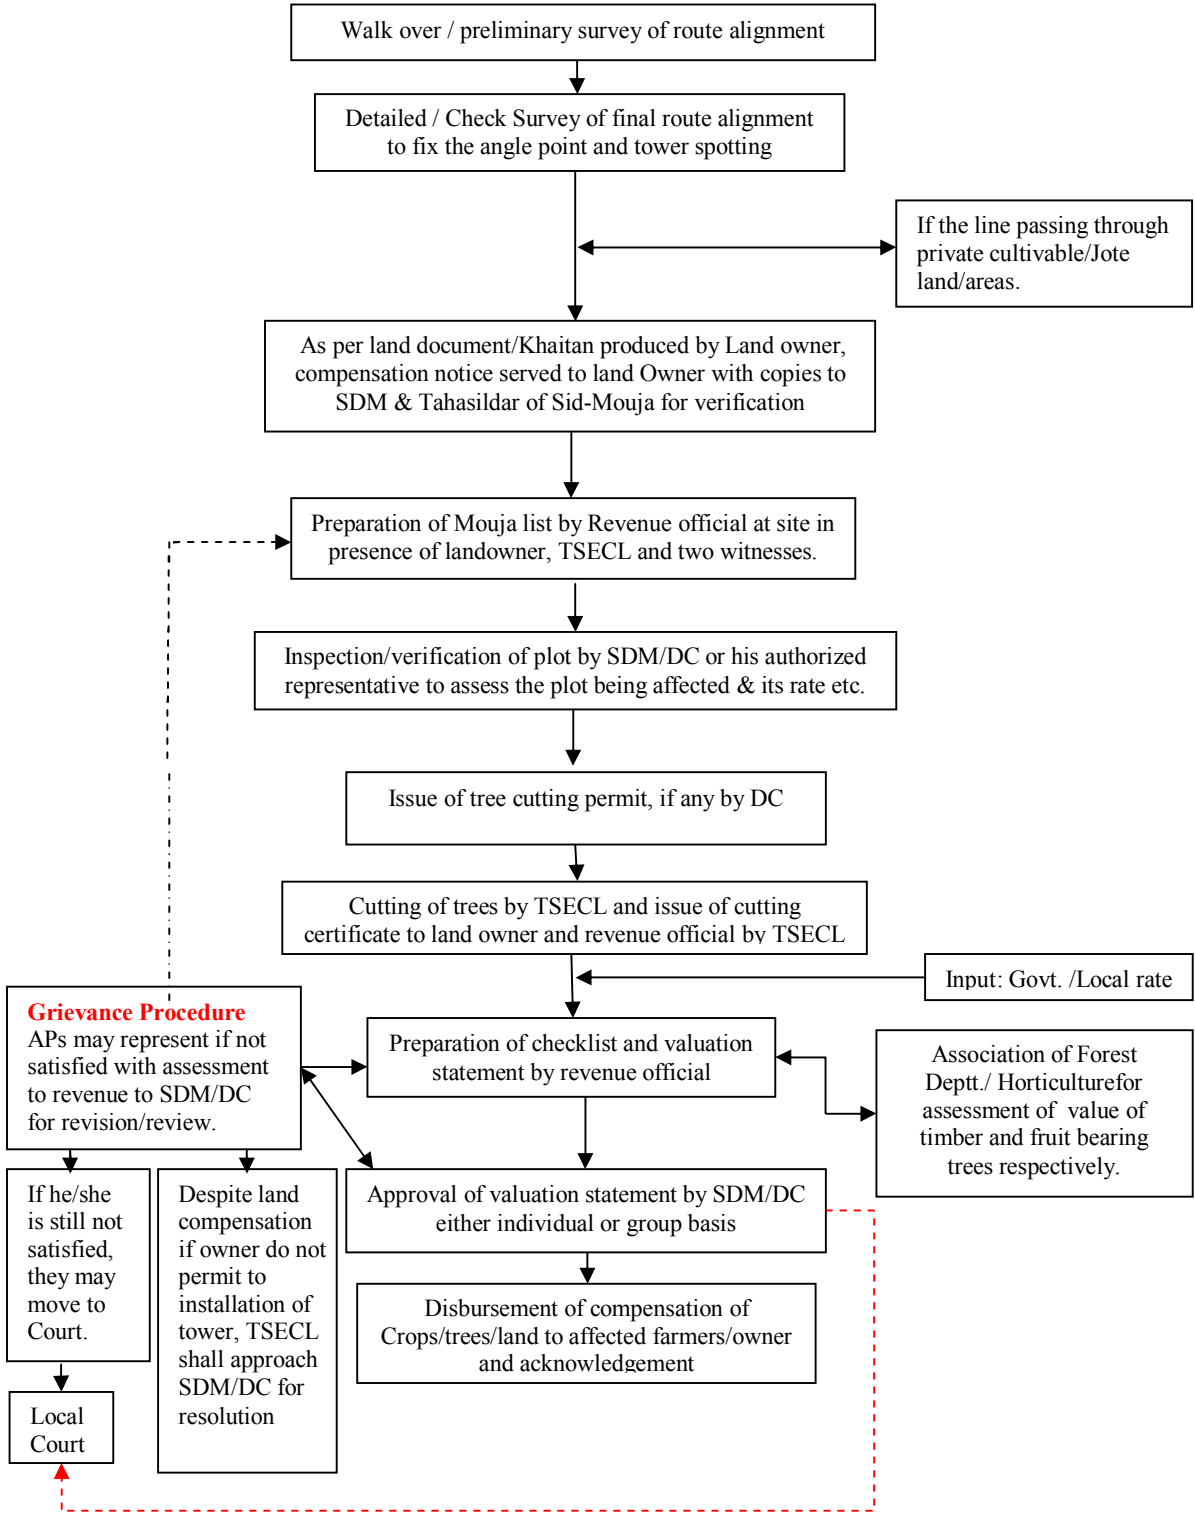 Walk over / preliminary survey of route alignment
Detailed / Check Survey of final route alignment
to fix the angle point and tower spotting
If the line passing through
private cultivable/Jote
land/areas.
As per land document/Khaitan produced by Land owner,
compensation notice served to land Owner with copies to
SDM & Tahasildar of Sid-Mouja for verification
Preparation of Mouja list by Revenue official at site in
presence of landowner, TSECL and two witnesses.
Inspection/verification of plot by SDM/DC or his authorized
representative to assess the plot being affected & its rate etc.
Issue of tree cutting permit, if any by DC
Cutting of trees by TSECL and issue of cutting
certificate to land owner and revenue official by TSECL
Input: Govt. /Local rate
Grievance Procedure
APs may represent if not
satisfied with assessment
to revenue to SDM/DC
for revision/review.
Preparation of checklist and valuation
statement by revenue official
Association of Forest
Deptt./ Horticulturefor
assessment of value of
timber and fruit bearing
trees respectively.
If he/she
is still not
satisfied,
they may
move to
Court.
Despite land
compensation
if owner do not
permit to
installation of
tower, TSECL
shall approach
SDM/DC for
resolution
Approval of valuation statement by SDM/DC
either individual or group basis
Disbursement of compensation of
Crops/trees/land to affected farmers/owner
and acknowledgement
Local
Court